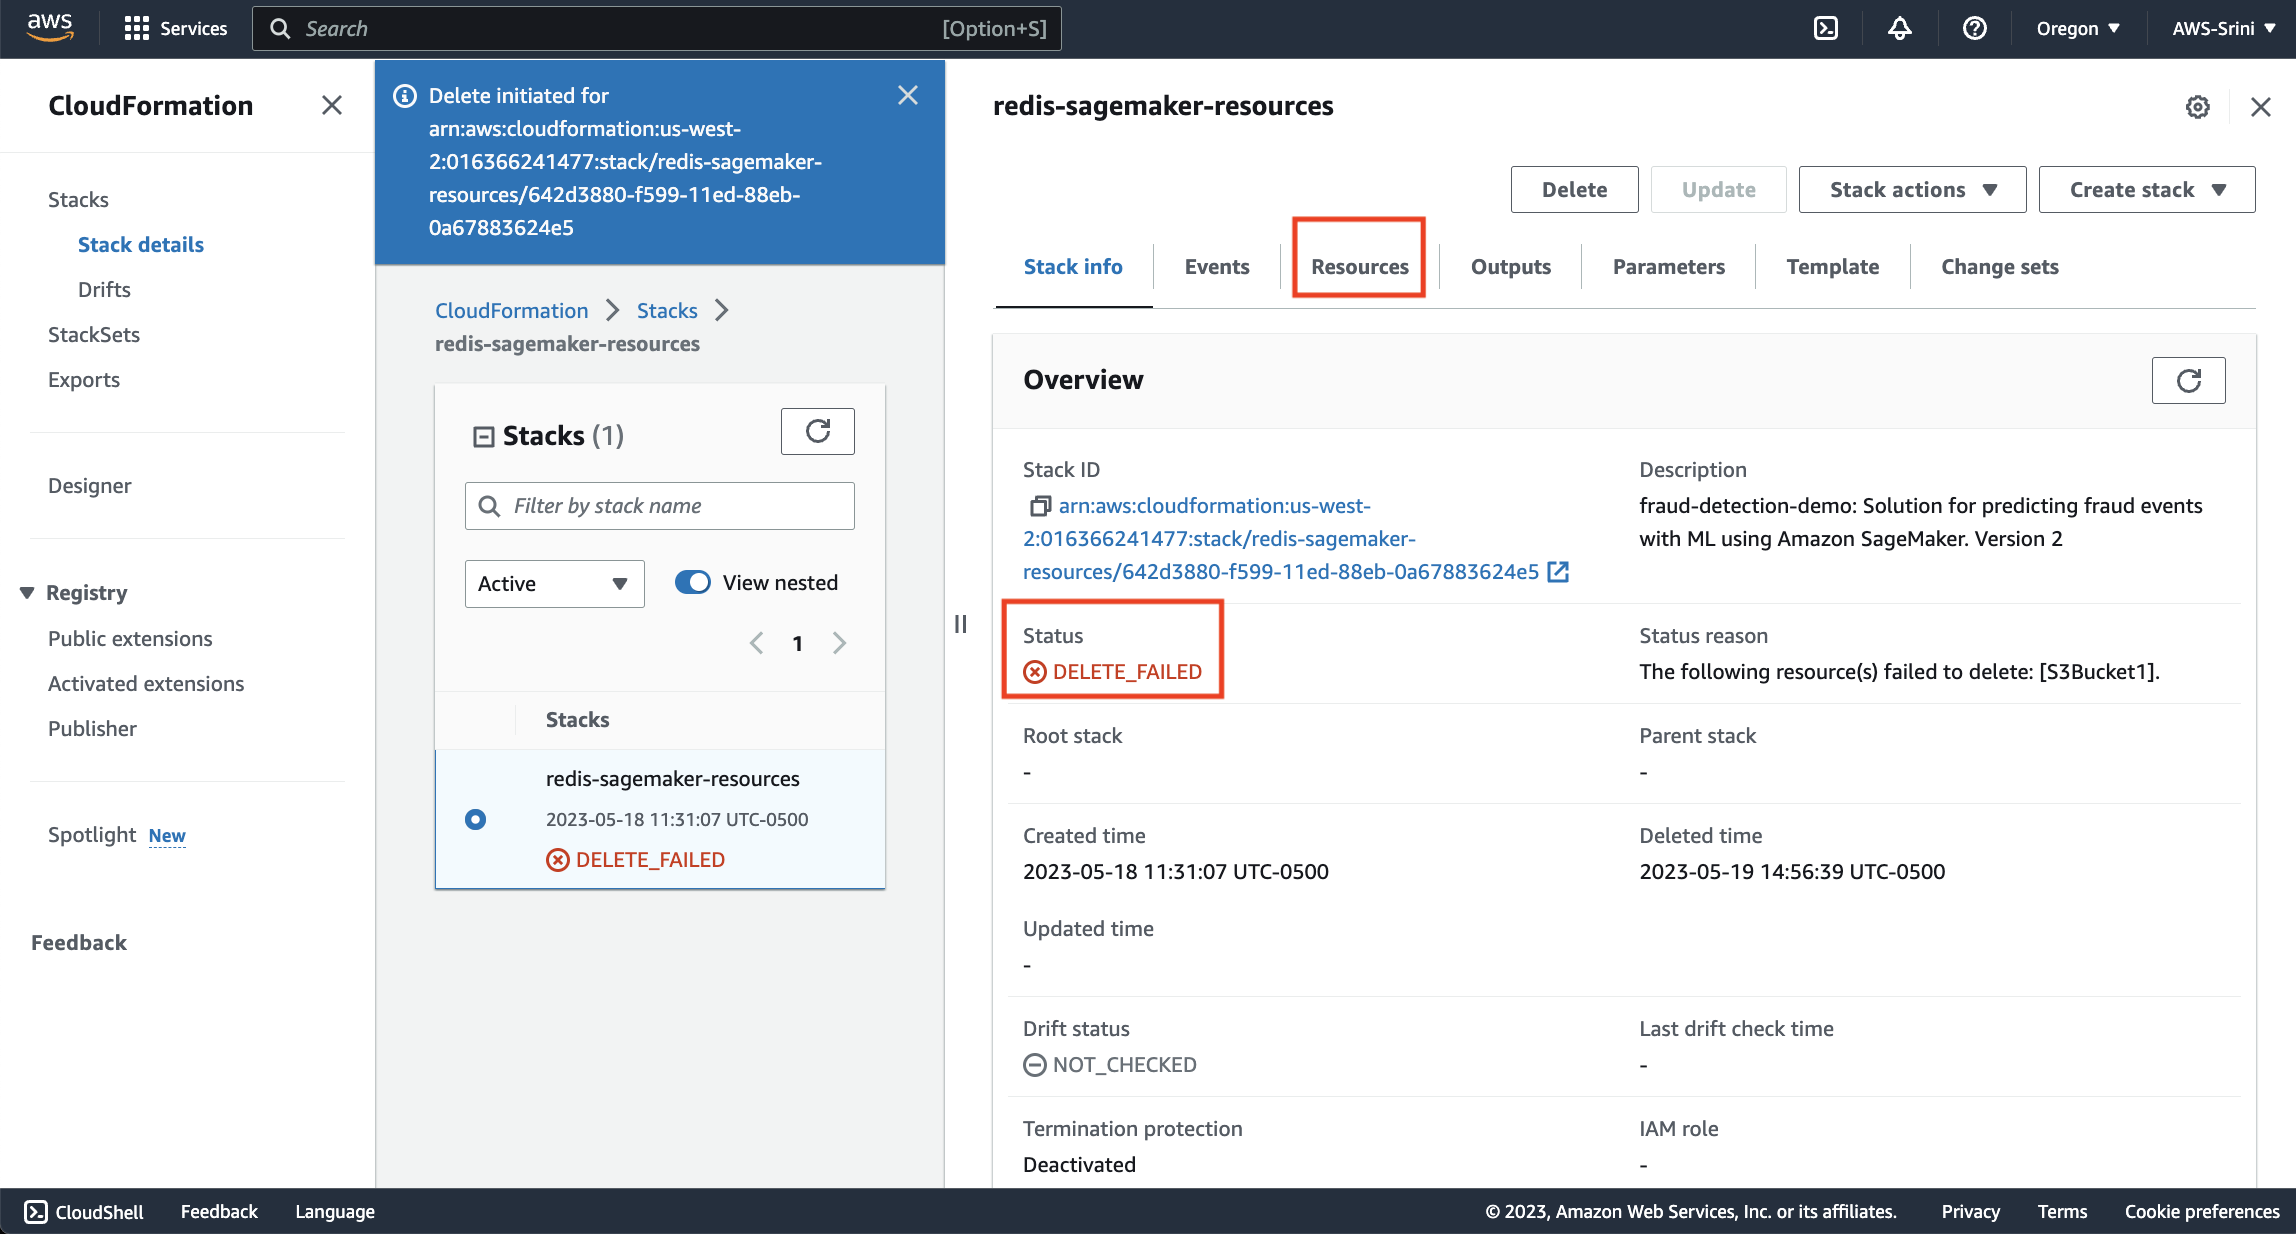 aws
Services
Search
[Option+S]
Oregon
AWS-Srini
CloudFormation
Stacks
Stack details
Drifts
StackSets
Exports
Designer
Registry
Public extensions
Activated extensions
Publisher
Spotlight New
Feedback
Delete initiated for
arn:aws:cloudformation:us-west-
2:016366241477:stack/redis-sagemaker-
resources/642d3880-f599-11ed-88eb-
0a67883624e5
CloudFormation
Stacks
redis-sagemaker-resources
Stacks (1)
Filter by stack name
Active
View nested
1
Stacks
redis-sagemaker-resources
2023-05-18 11:31:07 UTC-0500
DELETE_FAILED
redis-sagemaker-resources
Delete
Update
Stack actions
Create stack
Stack info
Events
Resources
Outputs
Parameters
Template
Change sets
Overview
Stack ID
arn:aws:cloudformation:us-west-
2:016366241477:stack/redis-sagemaker-
resources/642d3880-f599-11ed-88eb-0a67883624e5
Description
fraud-detection-demo: Solution for predicting fraud events
with ML using Amazon SageMaker. Version 2
Status
DELETE_FAILED
Status reason
The following resource(s) failed to delete: [S3Bucket1].
Root stack
-
Parent stack
-
Created time
2023-05-18 11:31:07 UTC-0500
Deleted time
2023-05-19 14:56:39 UTC-0500
Updated time
-
Drift status
NOT_CHECKED
Last drift check time
-
Termination protection
Deactivated
IAM role
-
CloudShell
Feedback
Language
© 2023, Amazon Web Services, Inc. or its affiliates.
Privacy
Terms
Cookie preferences